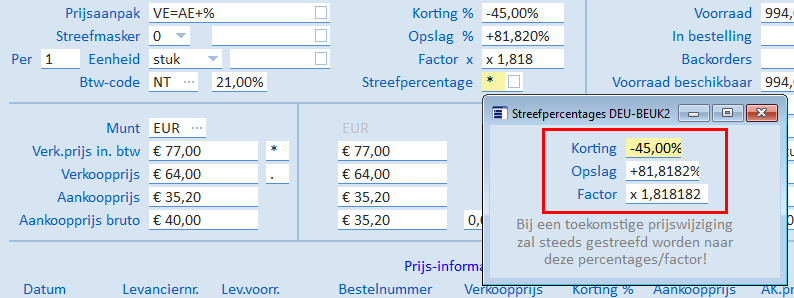 Prijsaanpak VE=AE+% Korting % -45,00% Voorraad 994,
Streefmasker 0 Opslag % +81,820% In bestelling
Per 1 Eenheid stuk Factor x x 1,818 Backorders
Btw-code NT ... 21,00% Streefpercentage * Voorraad beschikbaar 994,
Streefpercentages DEU-BEUK2
Korting -45,00%
Opslag +81,8182%
Factor x 1,818182
Bij een toekomstige prijswijziging
zal steeds gestreefd worden naar
deze percentages/factor!
Munt EUR ... EUR
Verk.prijs in. btw € 77,00 * € 77,00
Verkoopprijs € 64,00 . € 64,00
Aankoopprijs € 35,20 € 35,20
Aankoopprijs bruto € 40,00 € 35,20 0,0
Prijs-informa
Datum Leveranciernr. Lev.voorr. Bestelnummer Verkoopprijs Korting % Aankoopprijs AK.pr